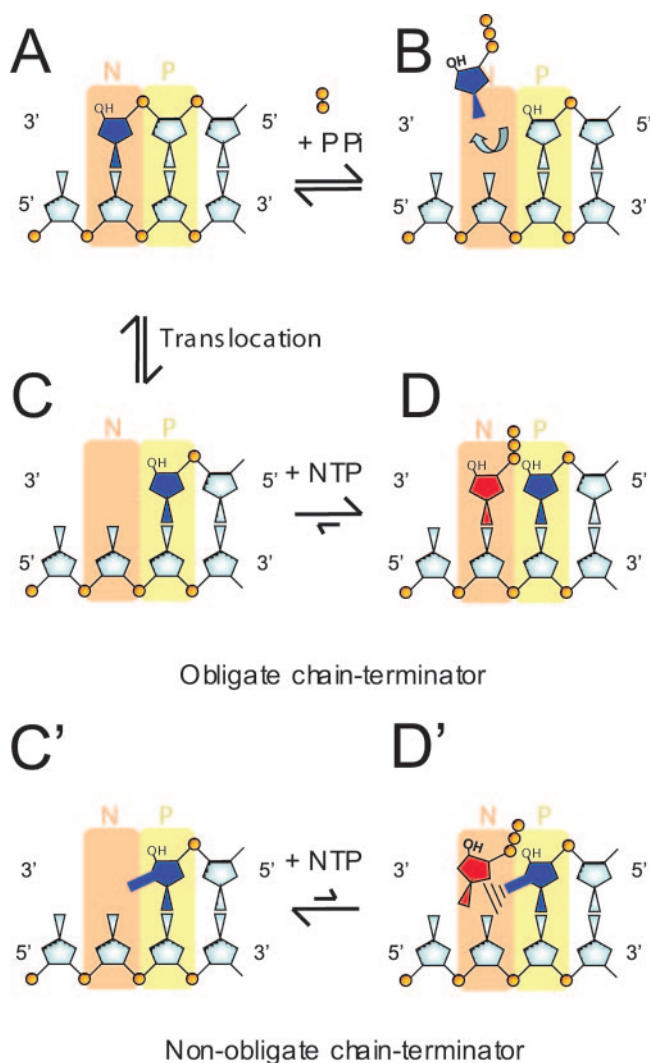 A
B
N P
N P
OH
OH
OH
3' 5'
+ PPi
3' 5'
5' 3'
5' 3'
Translocation
C
D
N P
N P
OH
OH OH
3' 5'
+ NTP
3' 5'
5' 3'
5' 3'
Obligate chain-terminator
C'
D'
N P
N P
OH
OH OH
3' 5'
+ NTP
3' 5'
5' 3'
5' 3'
Non-obligate chain-terminator